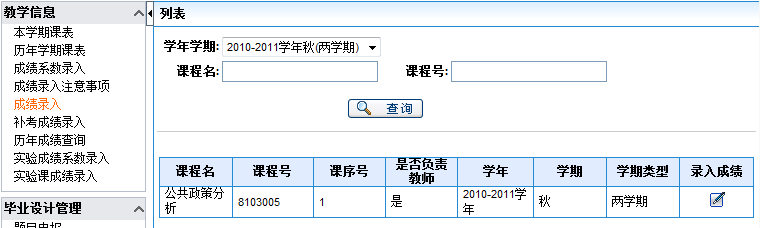 教学信息
本学期课表
历年学期课表
成绩系数录入
成绩录入注意事项
成绩录入
补考成绩录入
历年成绩查询
实验成绩系数录入
实验课成绩录入
毕业设计管理
题目申报
列表
学年学期: 2010-2011学年秋(两学期)
课程名: 课程号:
查询
课程名 课程号 课序号 是否负责教师 学年 学期 学期类型 录入成绩
公共政策分析 8103005 1 是 2010-2011学年 秋 两学期